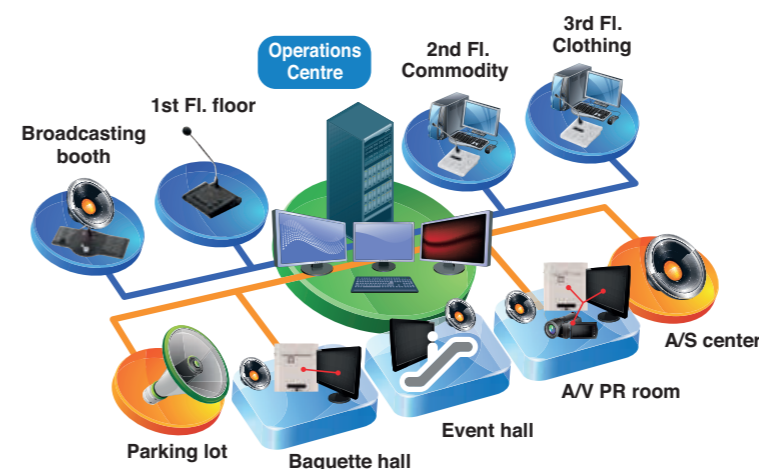 Operations
Centre
2nd Fl.
Commodity
3rd Fl.
Clothing
1st Fl. floor
Broadcasting
booth
A/S center
A/V PR room
Event hall
Parking lot
Baquette hall